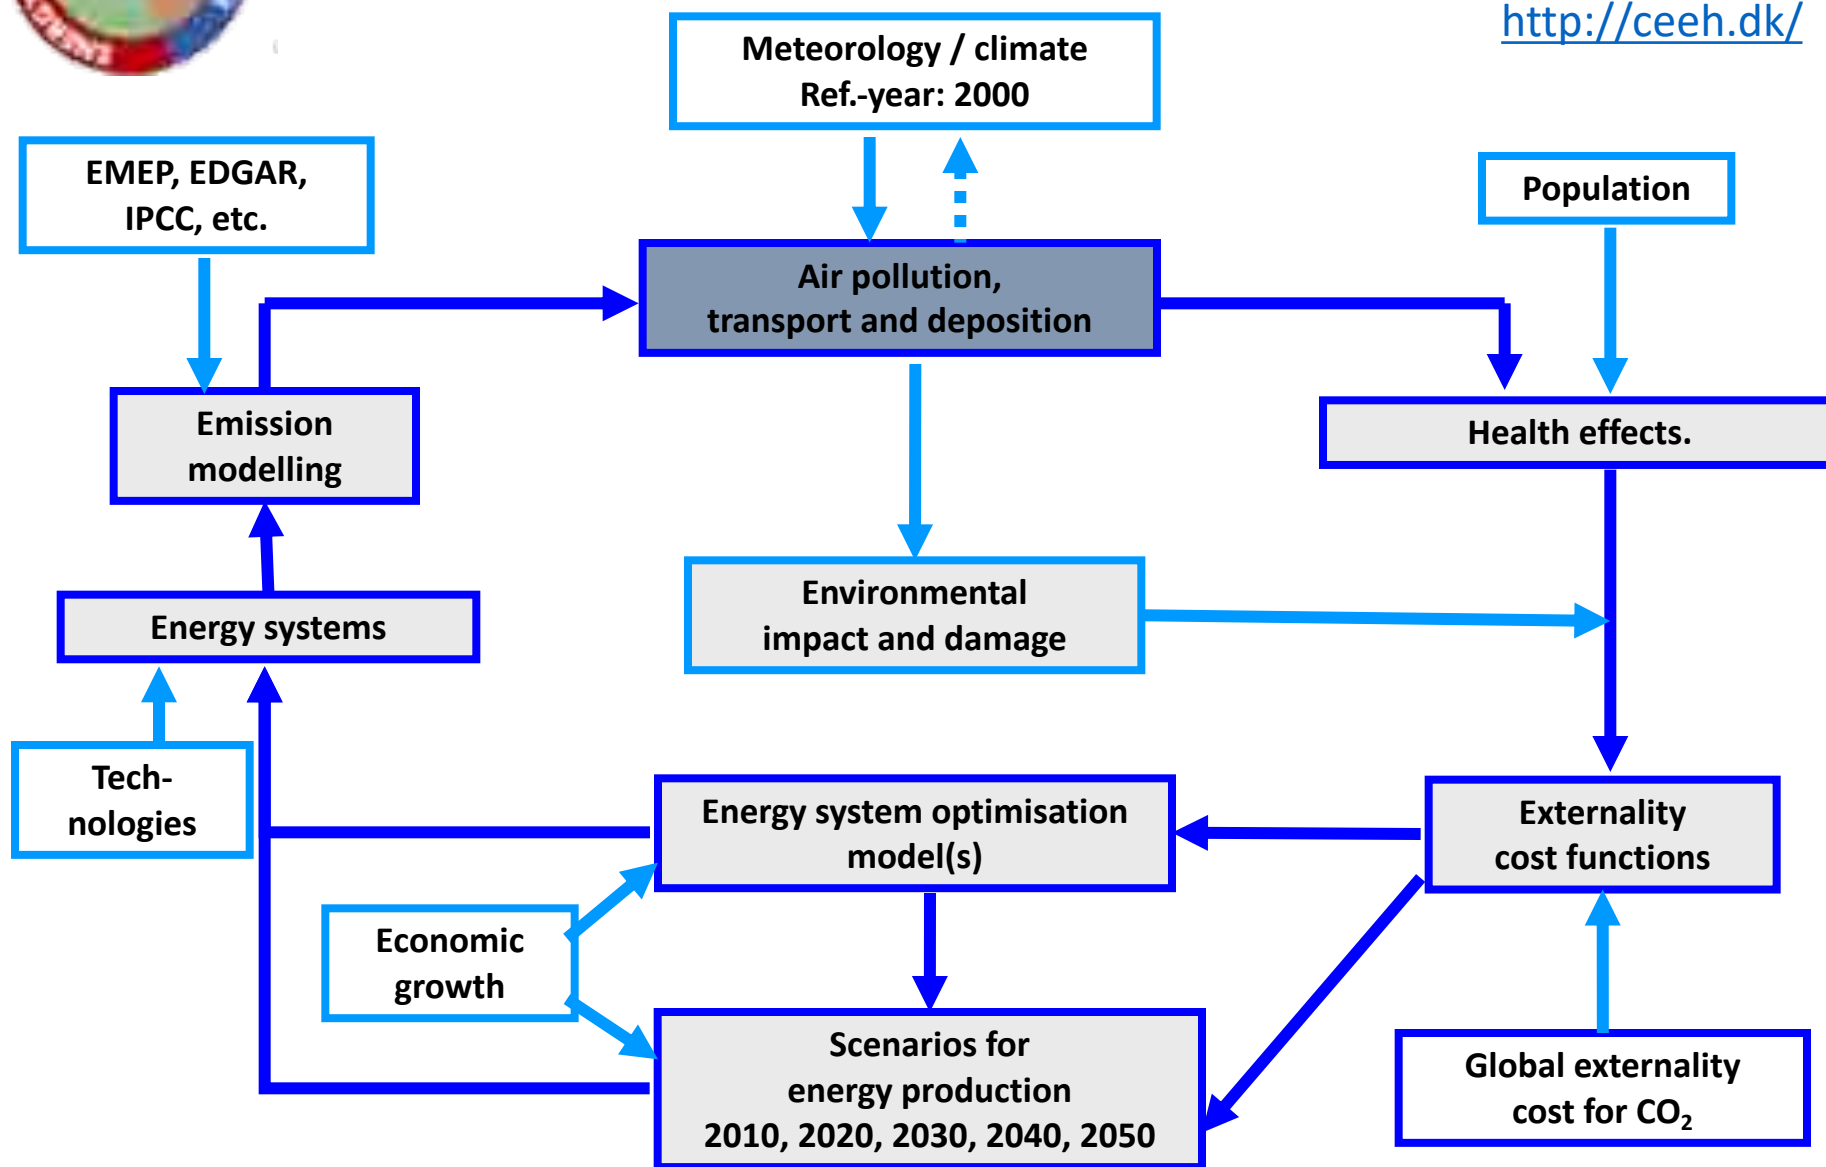 http://ceeh.dk/
Meteorology / climate
Ref.-year: 2000
EMEP, EDGAR,
IPCC, etc.
Population
Air pollution,
transport and deposition
Emission
modelling
Health effects.
Environmental
impact and damage
Energy systems
Tech-
nologies
Energy system optimisation
model(s)
Externality
cost functions
Economic
growth
Scenarios for
energy production
2010, 2020, 2030, 2040, 2050
Global externality
cost for CO₂